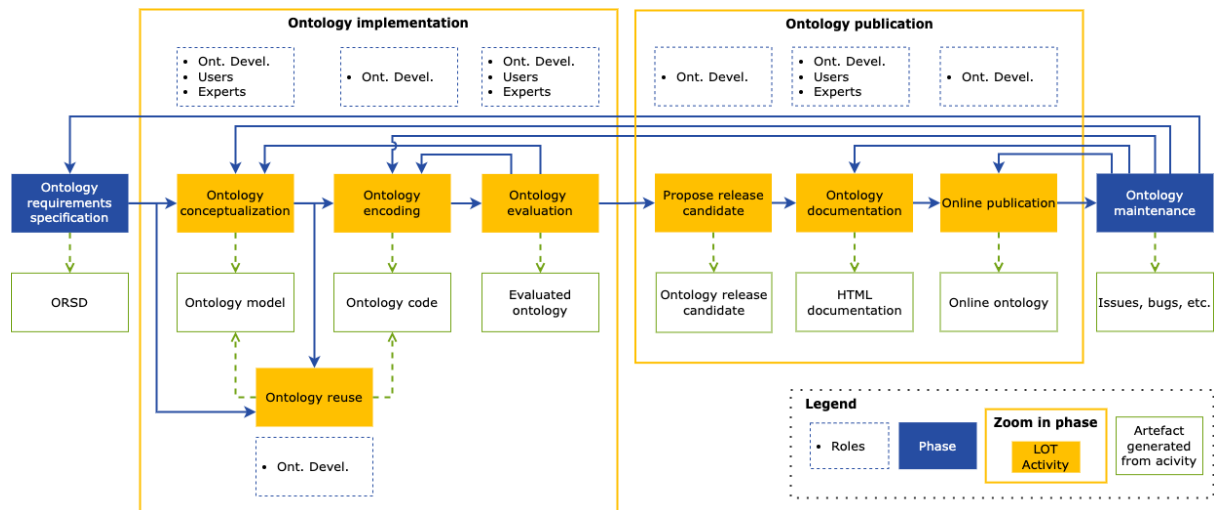 Ontology implementation
Ontology publication
• Ont. Devel.
• Users
• Experts
• Ont. Devel.
• Ont. Devel.
• Users
• Experts
• Ont. Devel.
• Ont. Devel.
• Users
• Experts
• Ont. Devel.
Ontology
requirements
specification
Ontology
conceptualization
Ontology
encoding
Ontology
evaluation
Propose release
candidate
Ontology
documentation
Online publication
Ontology
maintenance
ORSD
Ontology model
Ontology code
Evaluated
ontology
Ontology release
candidate
HTML
documentation
Online ontology
Issues, bugs, etc.
Ontology reuse
• Ont. Devel.
Legend
• Roles
Phase
Zoom in phase
LOT
Activity
Artefact
generated
from acivity